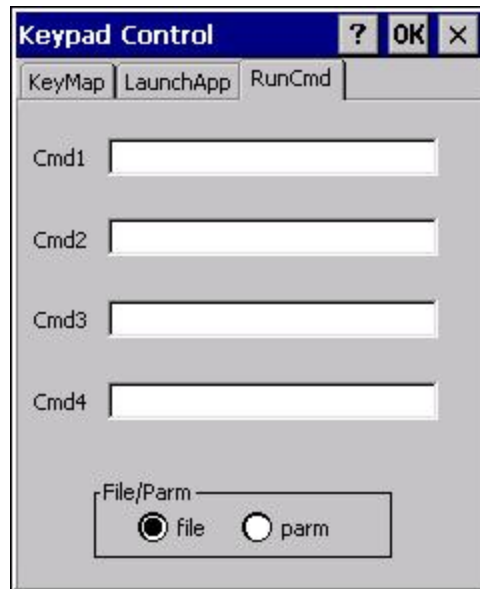 Keypad Control ? OK ×
KeyMap LaunchApp RunCmd
Cmd1
Cmd2
Cmd3
Cmd4
File/Parm
file parm